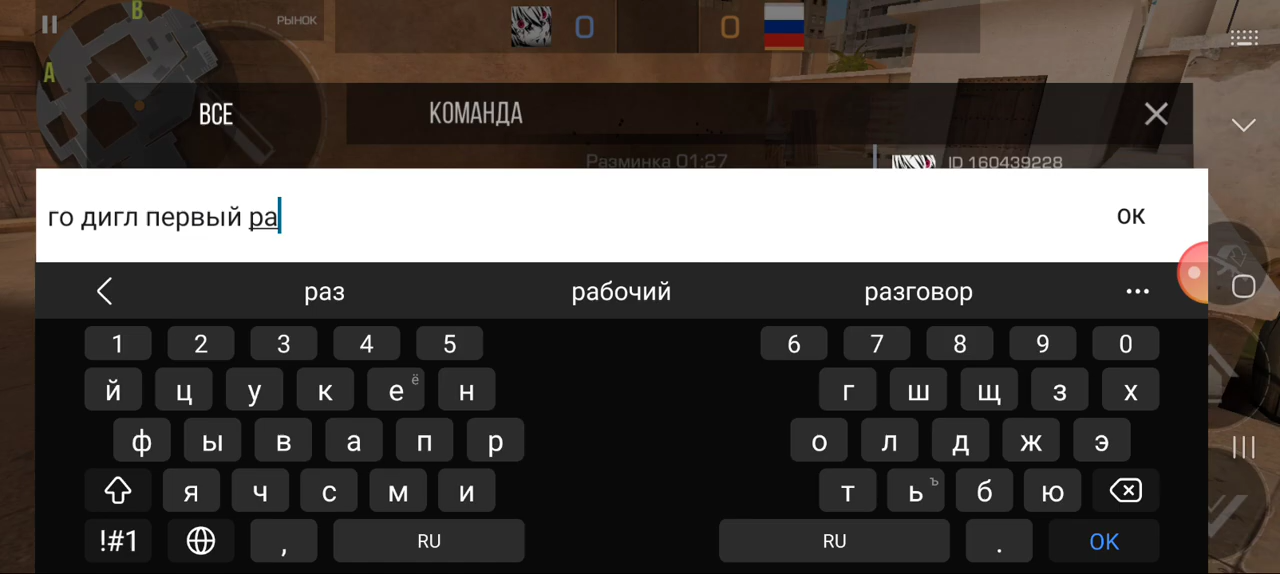 B
РЫНОК
0
0
A
ВСЕ
КОМАНДА
Разминка 01:27
ID 160439228
го дигл первый ра
ОК
раз
рабочий
разговор
1 2 3 4 5 6 7 8 9 0
й ц у к е ё н г ш щ з х
ф ы в а п р о л д ж э
я ч с м и т ь ъ б ю
!#1 , RU RU . OK